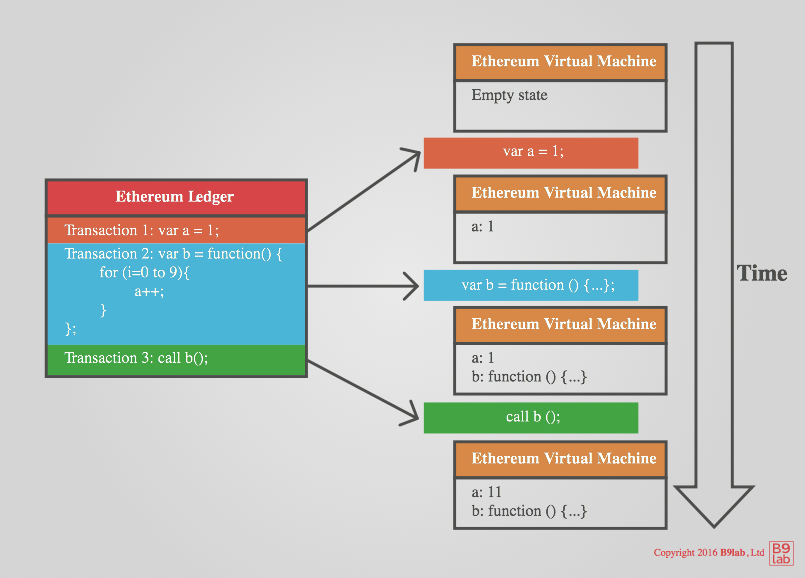 Ethereum Ledger
Transaction 1: var a = 1;
Transaction 2: var b = function() {
for (i=0 to 9){
a++;
}
};
Transaction 3: call b();
Ethereum Virtual Machine
Empty state
var a = 1;
Ethereum Virtual Machine
a: 1
var b = function () {...};
Ethereum Virtual Machine
a: 1
b: function () {...}
call b ();
Ethereum Virtual Machine
a: 11
b: function () {...}
Time
Copyright 2016 B9lab, Ltd
B9
lab